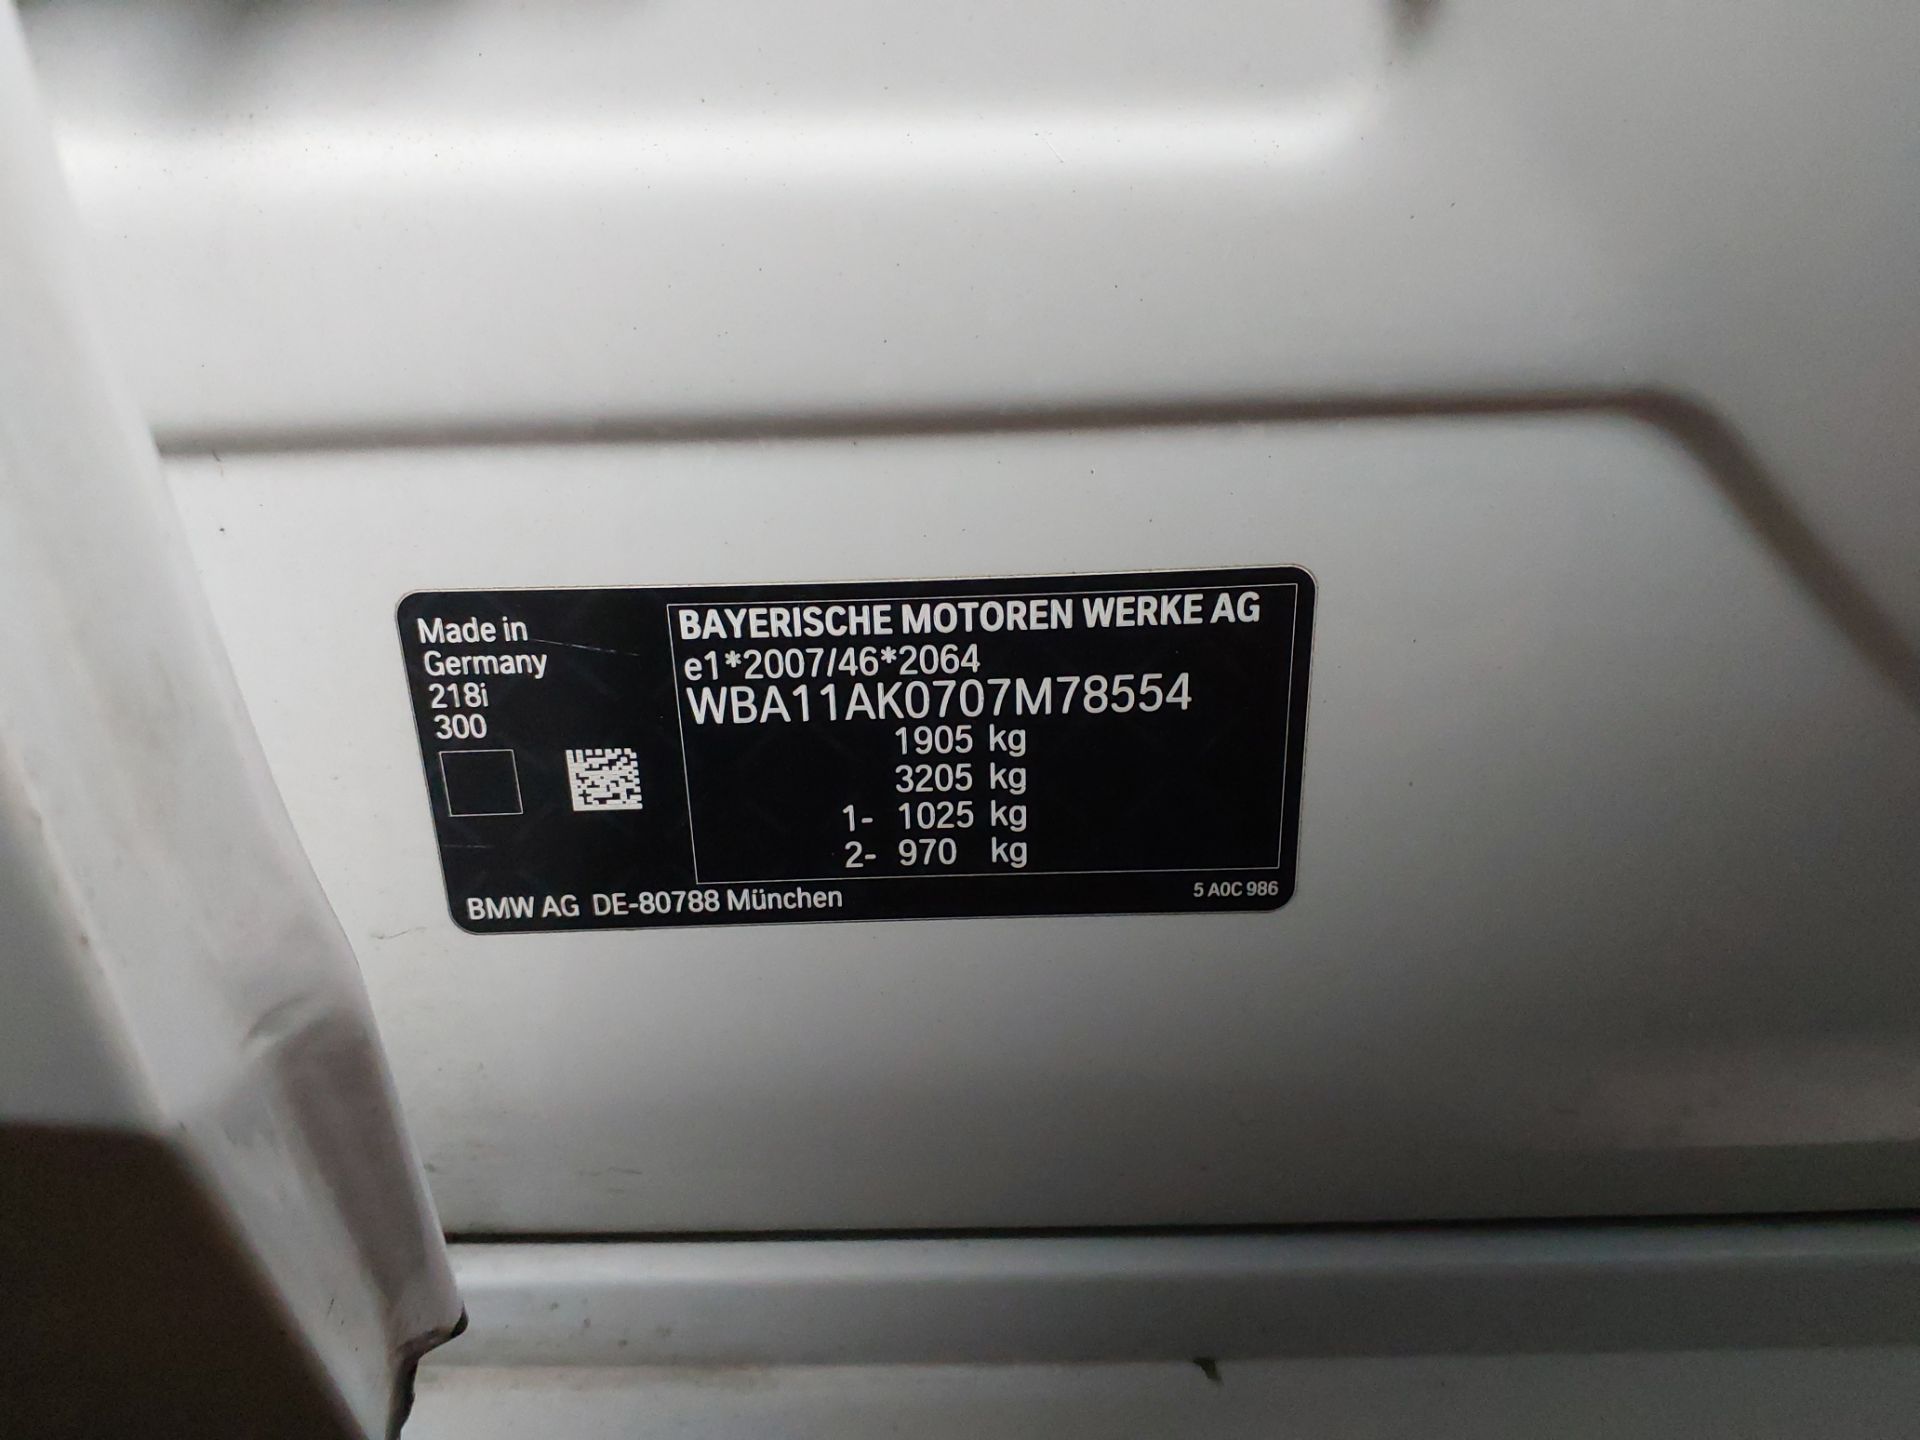 Made in
Germany
218i
300
BAYERISCHE MOTOREN WERKE AG
e1*2007/46*2064
WBA11AK0707M78554
1905 kg
3205 kg
1- 1025 kg
2- 970 kg
BMW AG DE-80788 München
5 A0C 986